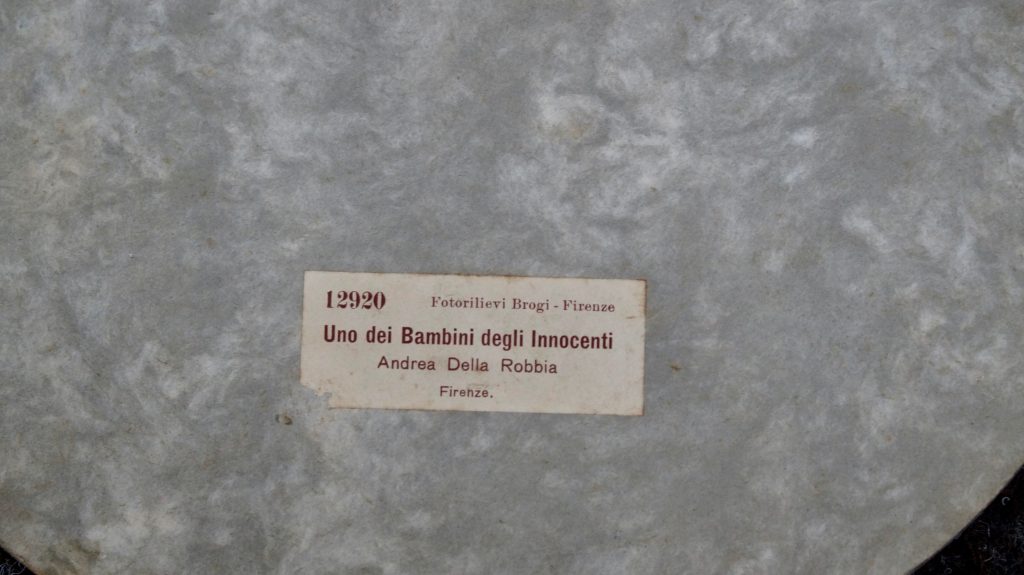 12920 Fotorilievi Brogi - Firenze
Uno dei Bambini degli Innocenti
Andrea Della Robbia
Firenze.